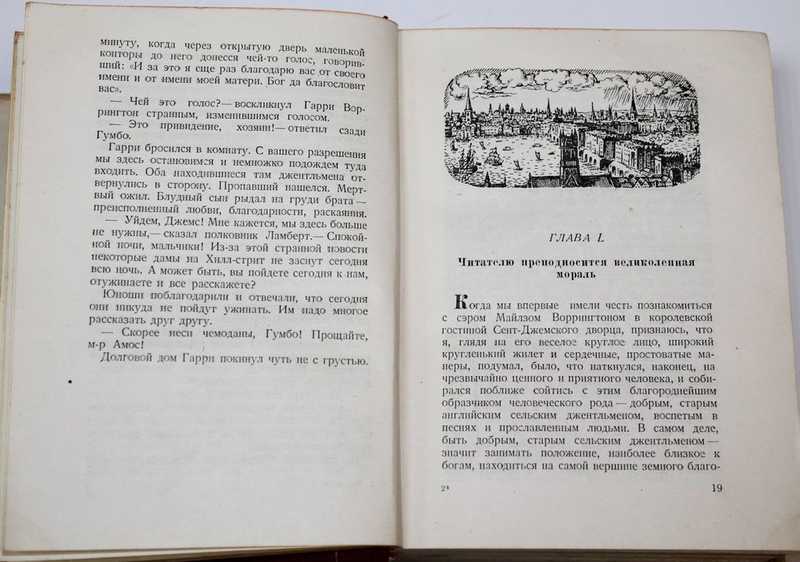 минуту, когда через открытую дверь маленькой
конторы до него донесся чей-то голос, говорив-
ший: «И за это я еще раз благодарю вас от своего
имени и от имени моей матери. Бог да благословит
вас».
— Чей это голос? — воскликнул Гарри Вор-
рингтон странным, изменившимся голосом.
— Это привидение, хозяин! — ответил сзади
Гумбо.
Гарри бросился в комнату. С вашего разрешения
мы здесь остановимся и немножко подождем туда
входить. Оба находившиеся там джентльмена от-
вернулись в сторону. Пропавший нашелся. Мерт-
вый ожил. Блудный сын рыдал на груди брата —
преисполненный любви, благодарности, раскаяния.
— Уйдем, Джемс! Мне кажется, мы здесь больше
не нужны, — сказал полковник Ламберт. — Спокой-
ной ночи, мальчики! Из-за этой странной новости
некоторые дамы на Хилл-стрит не заснут сегодня
всю ночь. А может быть, вы пойдете сегодня к нам,
отужинаете и все расскажете?
Юноши поблагодарили и отвечали, что сегодня
они никуда не пойдут ужинать. Им надо многое
рассказать друг другу.
— Скорее неси чемоданы, Гумбо! Прощайте,
м-р Амос!
Долговой дом Гарри покинул чуть не с грустью.
ГЛАВА L
Читателю преподносится великолепная
мораль
Когда мы впервые имели честь познакомиться
с сэром Майлзом Воррингтоном в королевской
гостиной Сент-Джемского дворца, признаюсь, что
я, глядя на его веселое круглое лицо, широкий
кругленький жилет и сердечные, простоватые ма-
неры, подумал, было, что наткнулся, наконец, на
чрезвычайно ценного и приятного человека, и соби-
рался поближе сойтись с этим благороднейшим
образчиком человеческого рода — добрым, старым
английским сельским джентльменом, воспетым в
песнях и прославленным людьми. В самом деле,
быть добрым, старым сельским джентльменом —
значит занимать положение, наиболее близкое к
богам, находиться на самой вершине земного благо-
2*
19